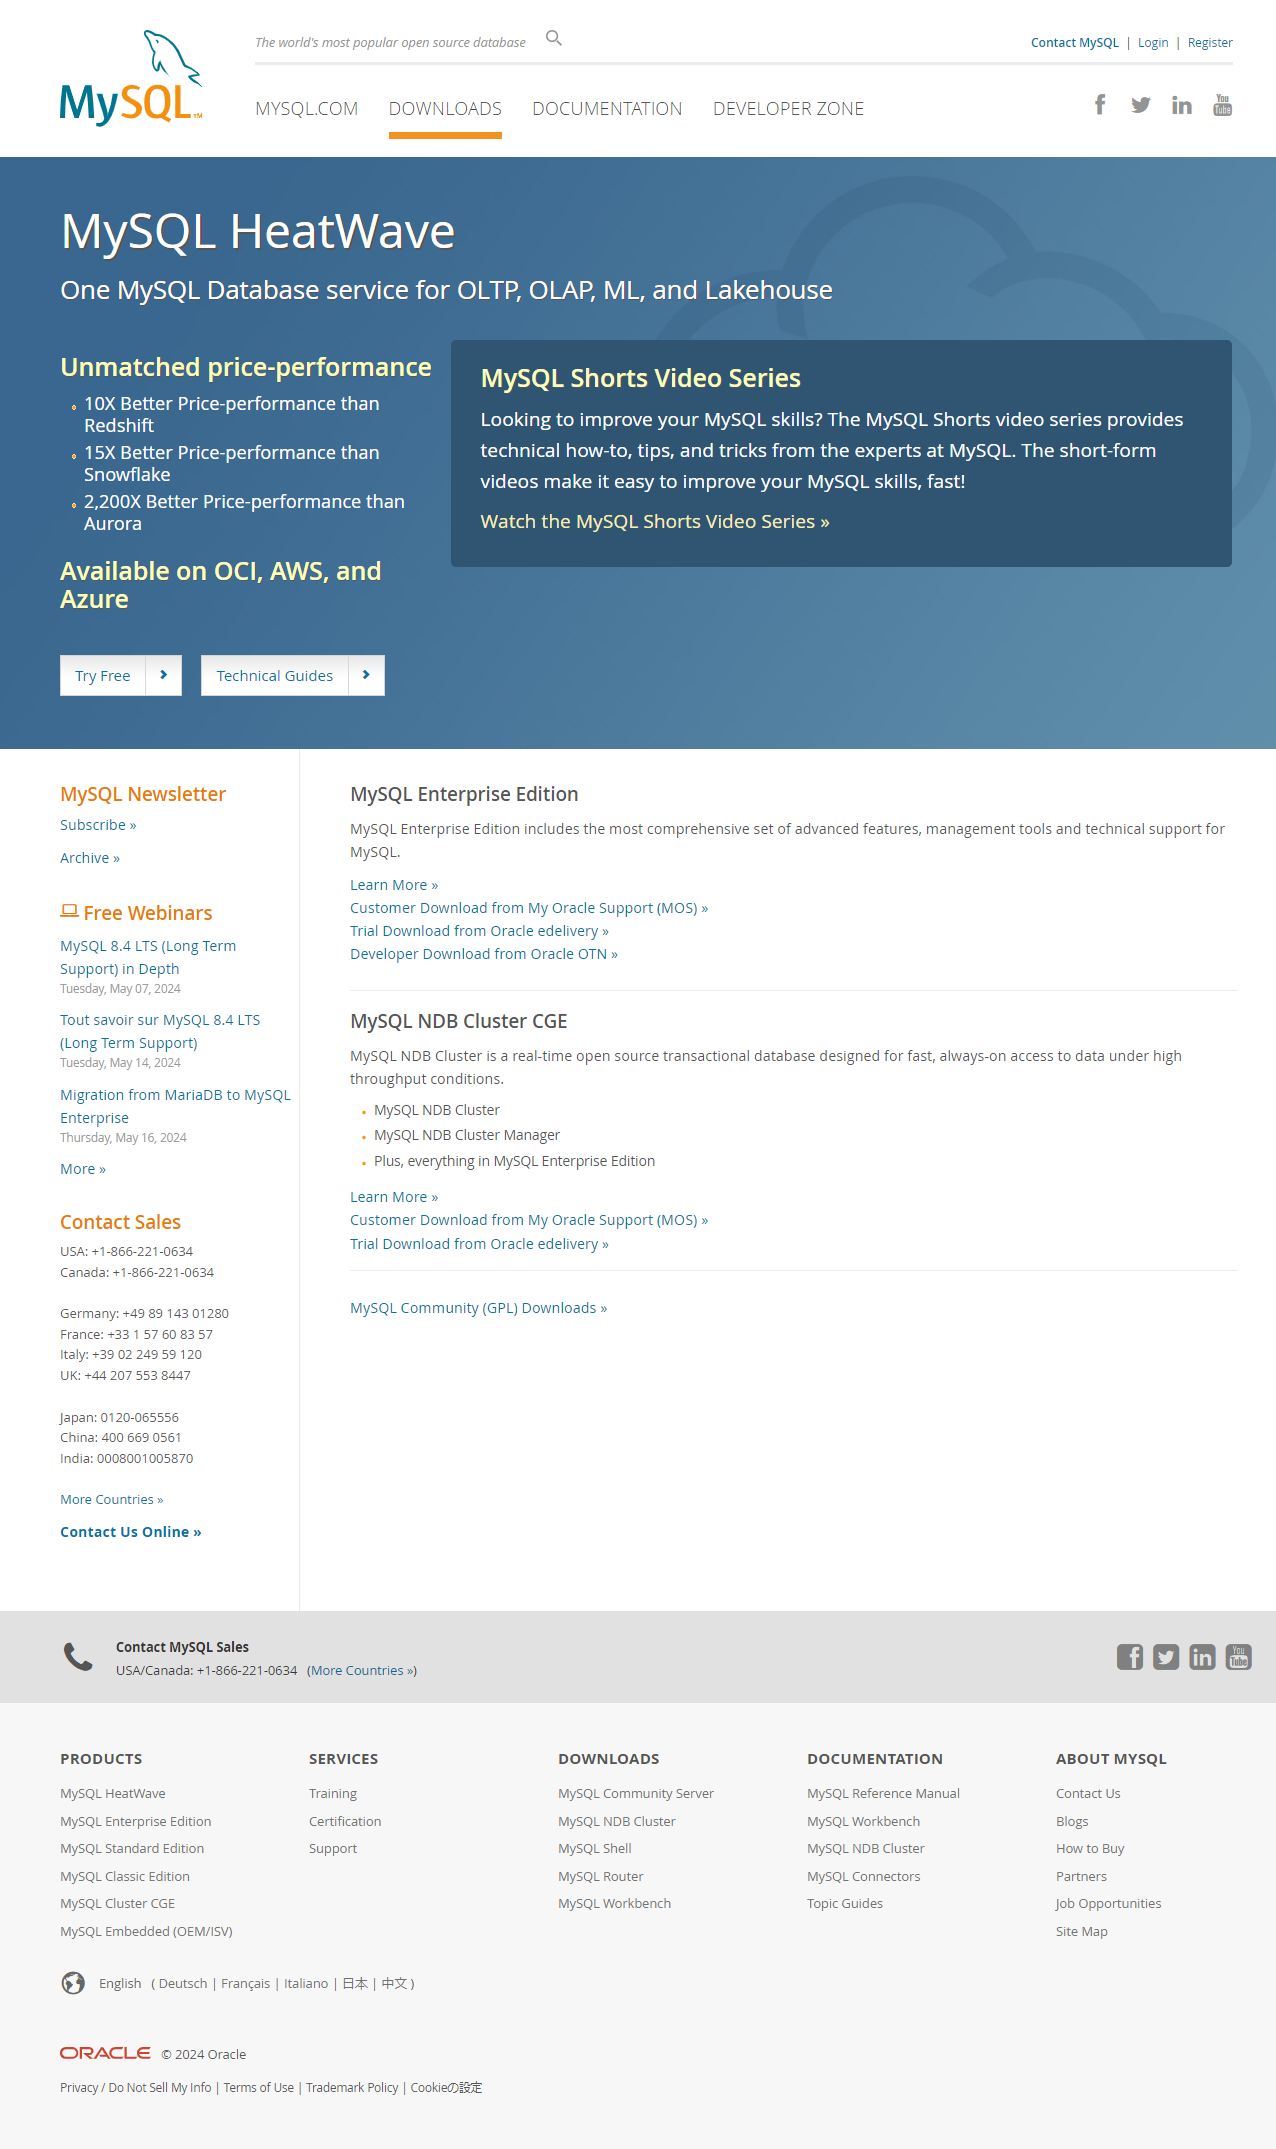 MySQL™
The world's most popular open source database
Contact MySQL | Login | Register
MYSQL.COM DOWNLOADS DOCUMENTATION DEVELOPER ZONE
You Tube
MySQL HeatWave
One MySQL Database service for OLTP, OLAP, ML, and Lakehouse
Unmatched price-performance
10X Better Price-performance than
Redshift
15X Better Price-performance than
Snowflake
2,200X Better Price-performance than
Aurora
Available on OCI, AWS, and
Azure
Try Free
Technical Guides
MySQL Shorts Video Series
Looking to improve your MySQL skills? The MySQL Shorts video series provides
technical how-to, tips, and tricks from the experts at MySQL. The short-form
videos make it easy to improve your MySQL skills, fast!
Watch the MySQL Shorts Video Series »
MySQL Newsletter
Subscribe »
Archive »
Free Webinars
MySQL 8.4 LTS (Long Term
Support) in Depth
Tuesday, May 07, 2024
Tout savoir sur MySQL 8.4 LTS
(Long Term Support)
Tuesday, May 14, 2024
Migration from MariaDB to MySQL
Enterprise
Thursday, May 16, 2024
More »
Contact Sales
USA: +1-866-221-0634
Canada: +1-866-221-0634
Germany: +49 89 143 01280
France: +33 1 57 60 83 57
Italy: +39 02 249 59 120
UK: +44 207 553 8447
Japan: 0120-065556
China: 400 669 0561
India: 0008001005870
More Countries »
Contact Us Online »
MySQL Enterprise Edition
MySQL Enterprise Edition includes the most comprehensive set of advanced features, management tools and technical support for
MySQL.
Learn More »
Customer Download from My Oracle Support (MOS) »
Trial Download from Oracle edelivery »
Developer Download from Oracle OTN »
MySQL NDB Cluster CGE
MySQL NDB Cluster is a real-time open source transactional database designed for fast, always-on access to data under high
throughput conditions.
MySQL NDB Cluster
MySQL NDB Cluster Manager
Plus, everything in MySQL Enterprise Edition
Learn More »
Customer Download from My Oracle Support (MOS) »
Trial Download from Oracle edelivery »
MySQL Community (GPL) Downloads »
Contact MySQL Sales
USA/Canada: +1-866-221-0634 (More Countries »)
You Tube
PRODUCTS
MySQL HeatWave
MySQL Enterprise Edition
MySQL Standard Edition
MySQL Classic Edition
MySQL Cluster CGE
MySQL Embedded (OEM/ISV)
SERVICES
Training
Certification
Support
DOWNLOADS
MySQL Community Server
MySQL NDB Cluster
MySQL Shell
MySQL Router
MySQL Workbench
DOCUMENTATION
MySQL Reference Manual
MySQL Workbench
MySQL NDB Cluster
MySQL Connectors
Topic Guides
ABOUT MYSQL
Contact Us
Blogs
How to Buy
Partners
Job Opportunities
Site Map
English ( Deutsch | Français | Italiano | 日本 | 中文 )
ORACLE © 2024 Oracle
Privacy / Do Not Sell My Info | Terms of Use | Trademark Policy | Cookieの設定